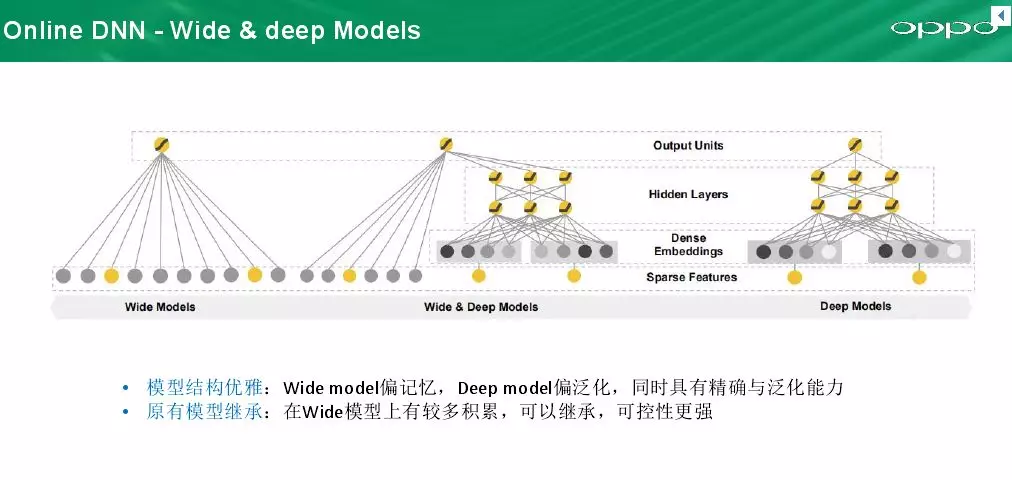 Online DNN - Wide & deep Models
oppo
Output Units
Hidden Layers
Dense
Embeddings
Sparse Features
Wide Models
Wide & Deep Models
Deep Models
• 模型结构优雅：Wide model偏记忆，Deep model偏泛化，同时具有精确与泛化能力
• 原有模型继承：在Wide模型上有较多积累，可以继承，可控性更强